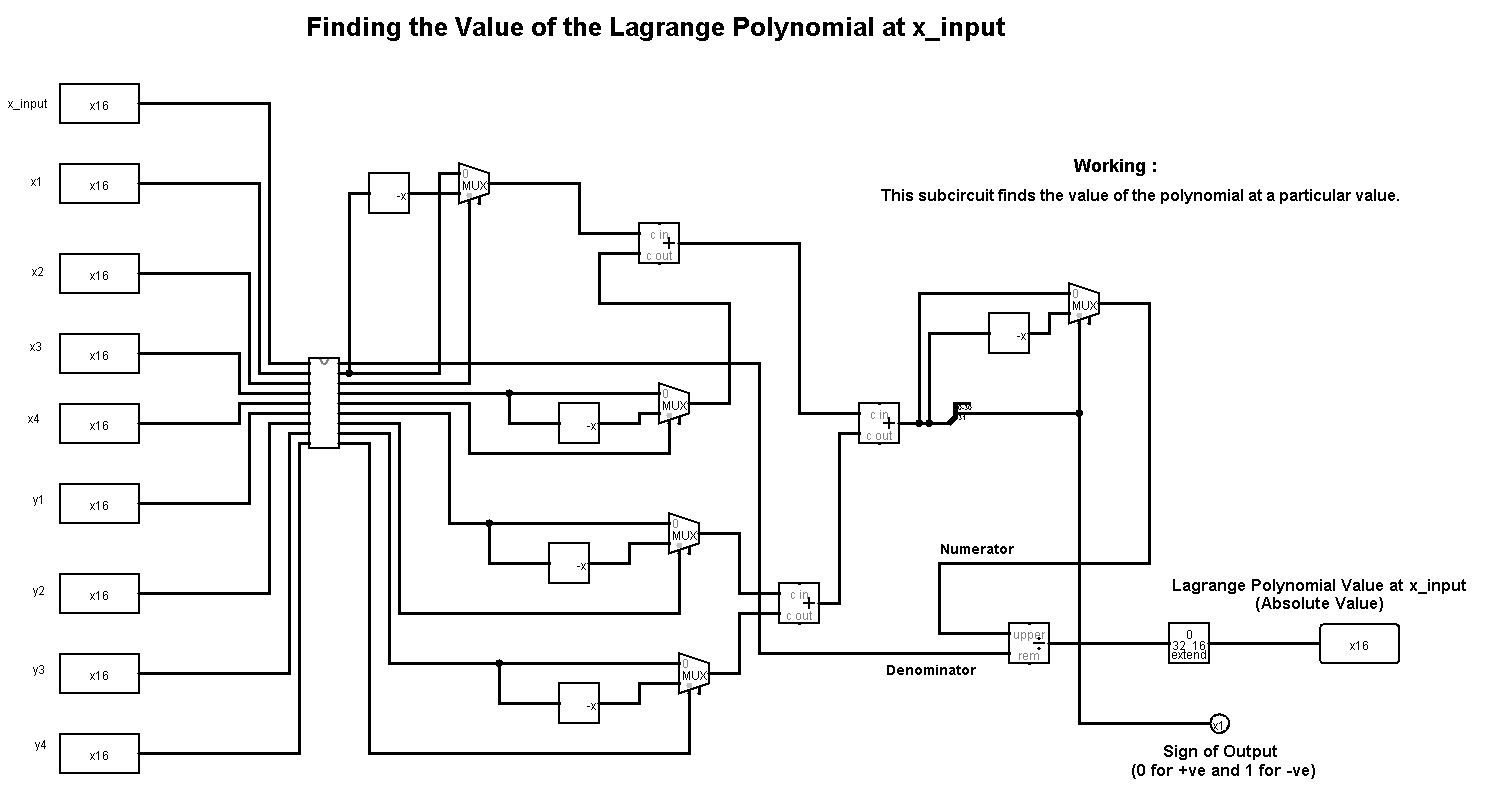 Finding the Value of the Lagrange Polynomial at x_input
x_input
x16
x1
x16
x2
x16
x3
x16
x4
x16
y1
x16
y2
x16
y3
x16
y4
x16
-x
0
MUX
c in
+
c out
0
MUX
-x
0
MUX
-x
0
MUX
-x
c in
+
c out
c in
+
c out
Working :
This subcircuit finds the value of the polynomial at a particular value.
0
MUX
-x
0-30
31
Numerator
Denominator
upper
÷
rem
0
32 16
extend
Lagrange Polynomial Value at x_input
(Absolute Value)
x16
x1
Sign of Output
(0 for +ve and 1 for -ve)